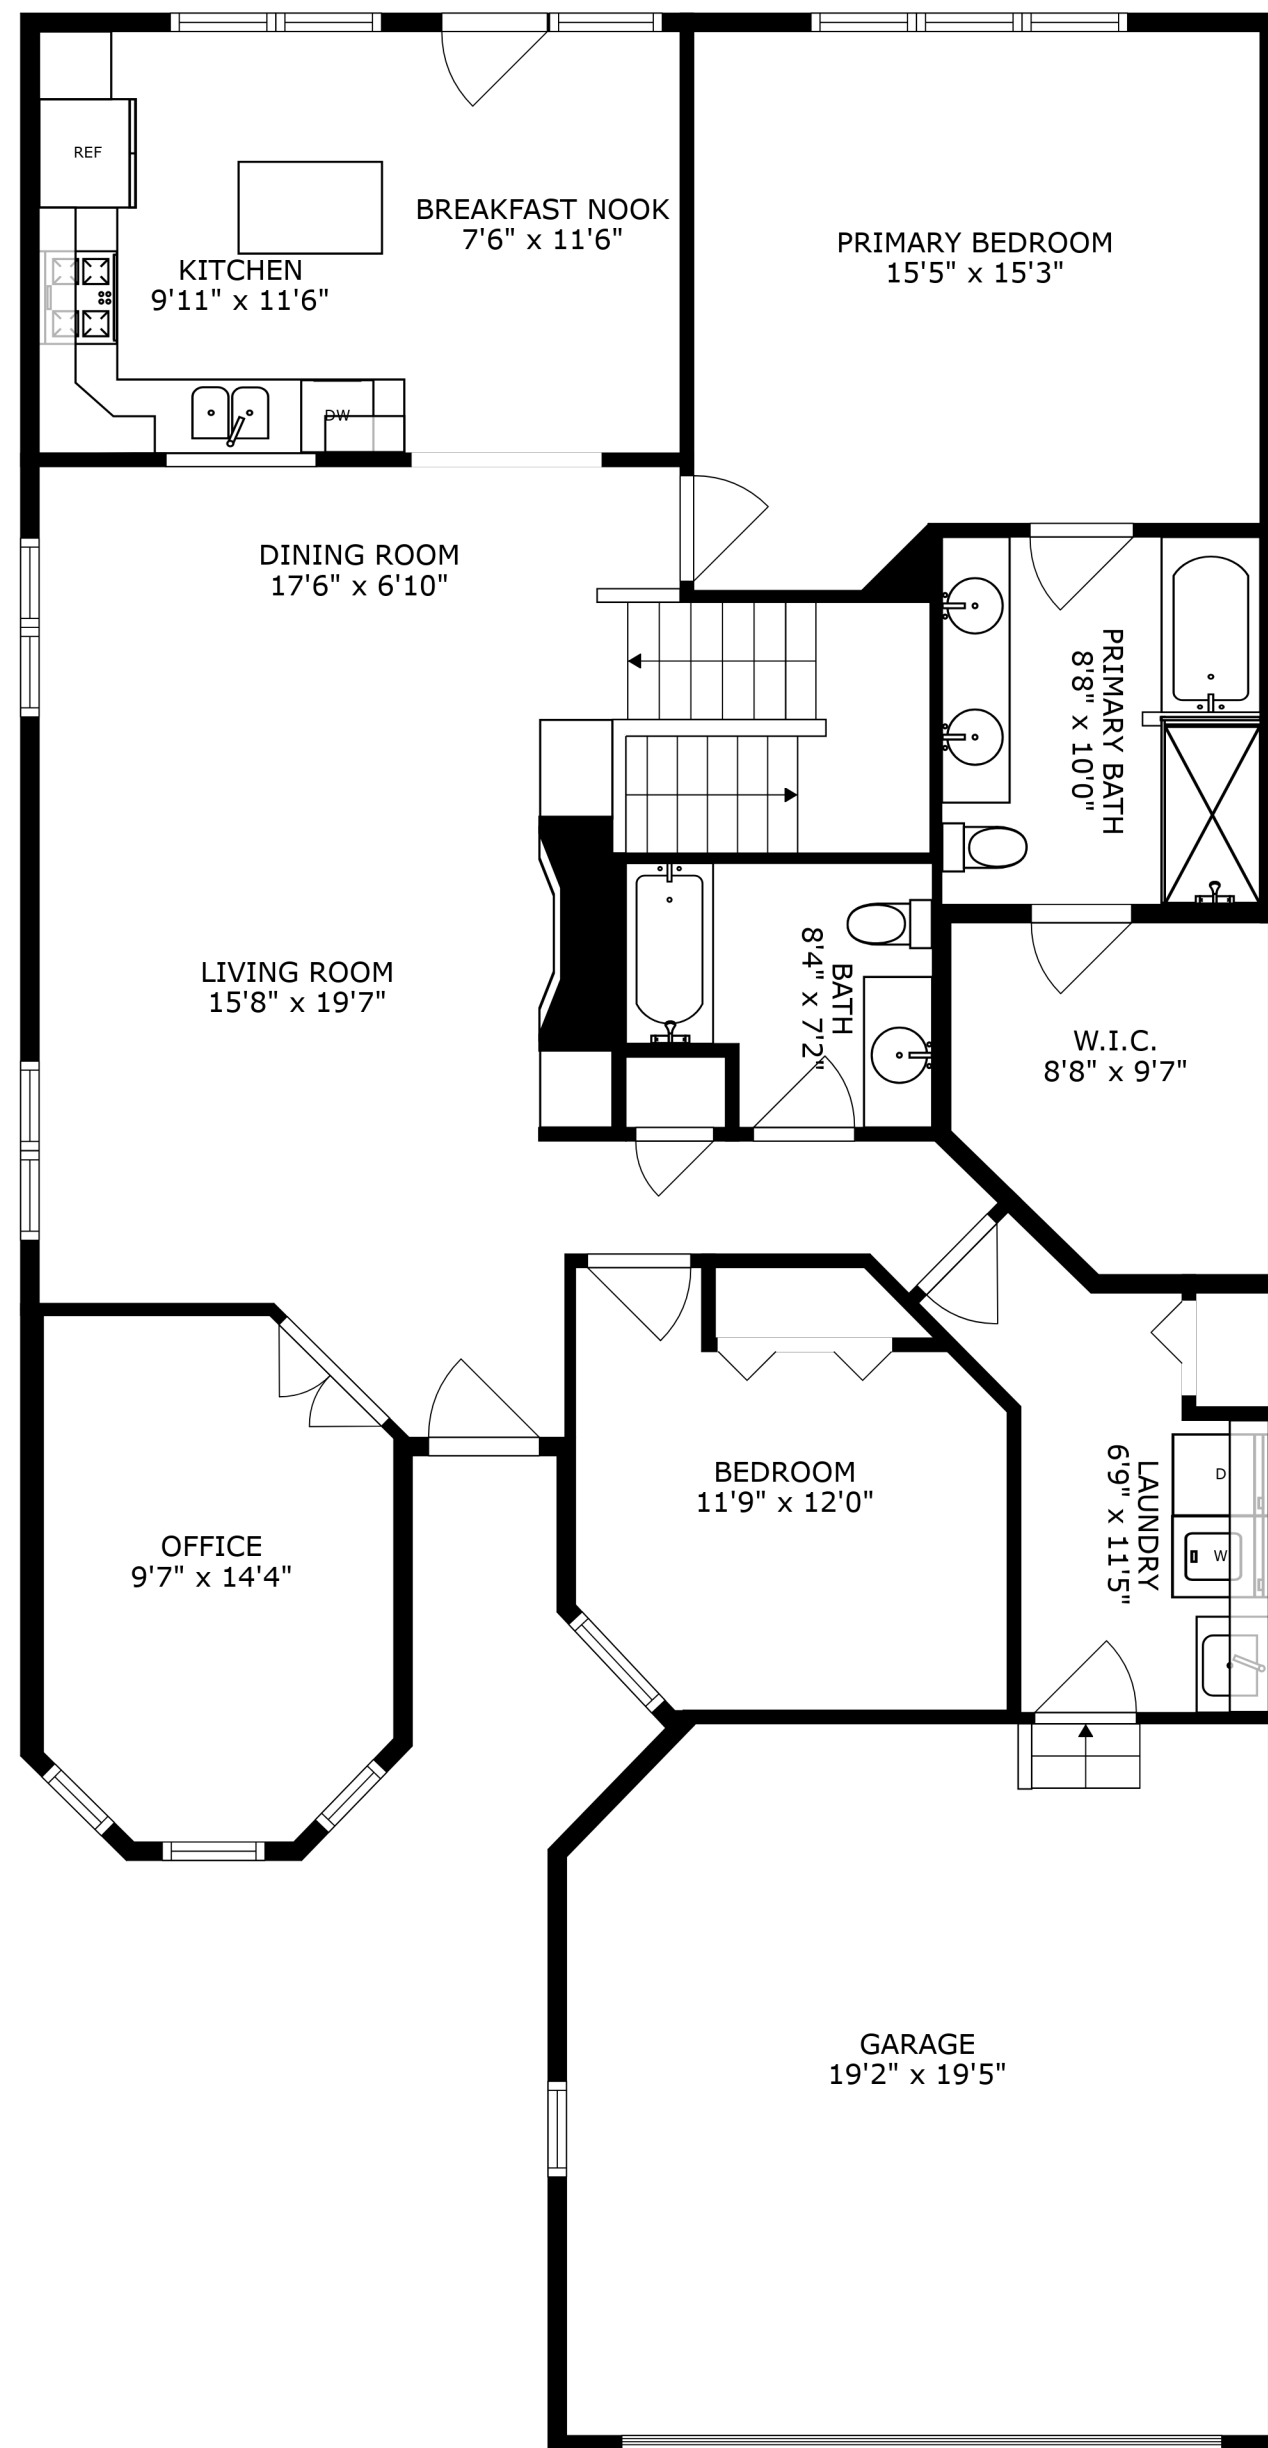 REF
BREAKFAST NOOK
7'6" x 11'6"
KITCHEN
9'11" x 11'6"
PRIMARY BEDROOM
15'5" x 15'3"
DW
DINING ROOM
17'6" x 6'10"
PRIMARY BATH
8'8" x 10'0"
LIVING ROOM
15'8" x 19'7"
BATH
8'4" x 7'2"
W.I.C.
8'8" x 9'7"
BEDROOM
11'9" x 12'0"
LAUNDRY
6'9" x 11'5"
D
W
OFFICE
9'7" x 14'4"
GARAGE
19'2" x 19'5"